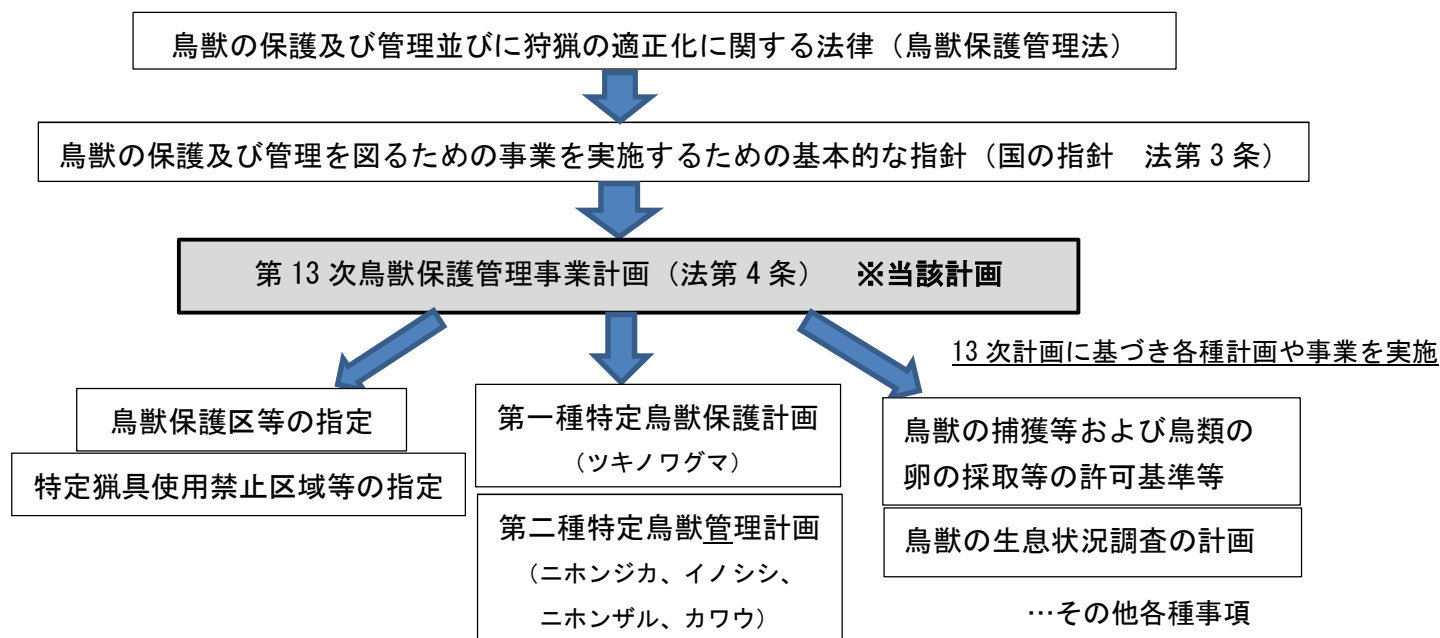 鳥獣の保護及び管理並びに狩猟の適正化に関する法律（鳥獣保護管理法）
鳥獣の保護及び管理を図るための事業を実施するための基本的な指針（国の指針　法第3条）
第13次鳥獣保護管理事業計画（法第4条）　※当該計画
13次計画に基づき各種計画や事業を実施
鳥獣保護区等の指定
特定猟具使用禁止区域等の指定
第一種特定鳥獣保護計画
（ツキノワグマ）
第二種特定鳥獣管理計画
（ニホンジカ、イノシシ、
ニホンザル、カワウ）
鳥獣の捕獲等および鳥類の
卵の採取等の許可基準等
鳥獣の生息状況調査の計画
…その他各種事項